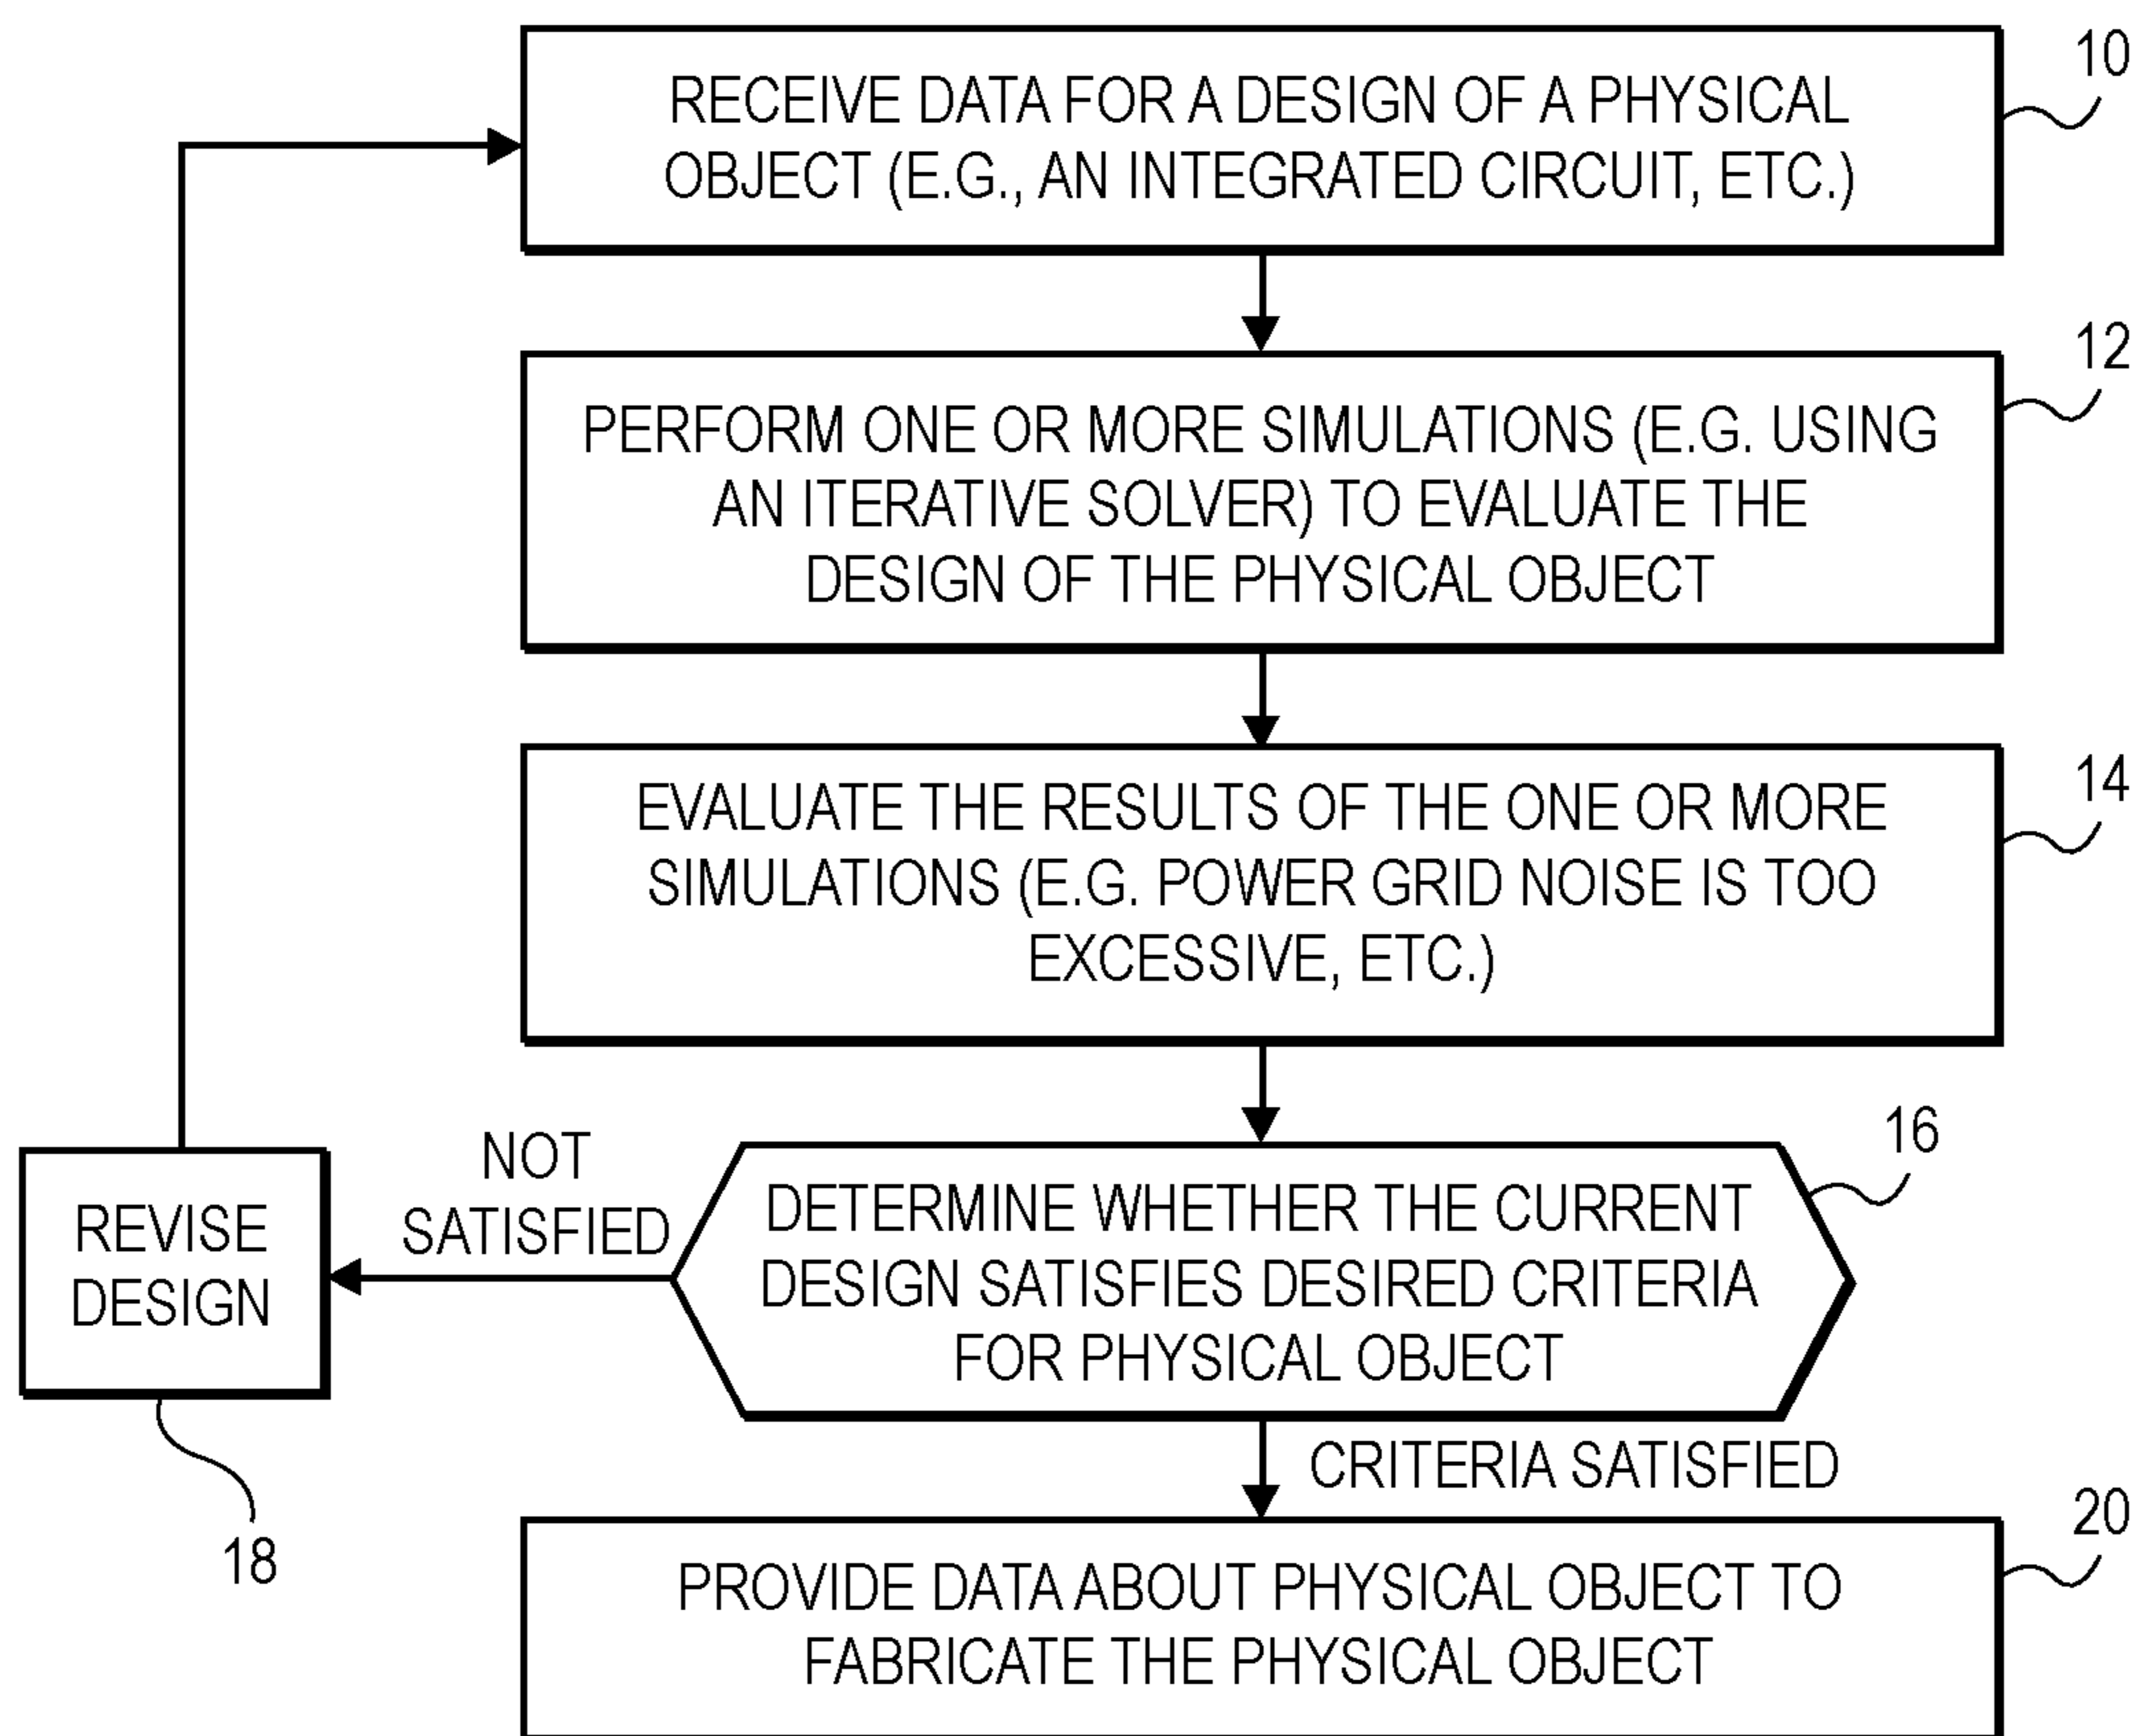 10
RECEIVE DATA FOR A DESIGN OF A PHYSICAL
OBJECT (E.G., AN INTEGRATED CIRCUIT, ETC.)
12
PERFORM ONE OR MORE SIMULATIONS (E.G. USING
AN ITERATIVE SOLVER) TO EVALUATE THE
DESIGN OF THE PHYSICAL OBJECT
14
EVALUATE THE RESULTS OF THE ONE OR MORE
SIMULATIONS (E.G. POWER GRID NOISE IS TOO
EXCESSIVE, ETC.)
16
DETERMINE WHETHER THE CURRENT
DESIGN SATISFIES DESIRED CRITERIA
FOR PHYSICAL OBJECT
NOT
SATISFIED
REVISE
DESIGN
18
CRITERIA SATISFIED
20
PROVIDE DATA ABOUT PHYSICAL OBJECT TO
FABRICATE THE PHYSICAL OBJECT